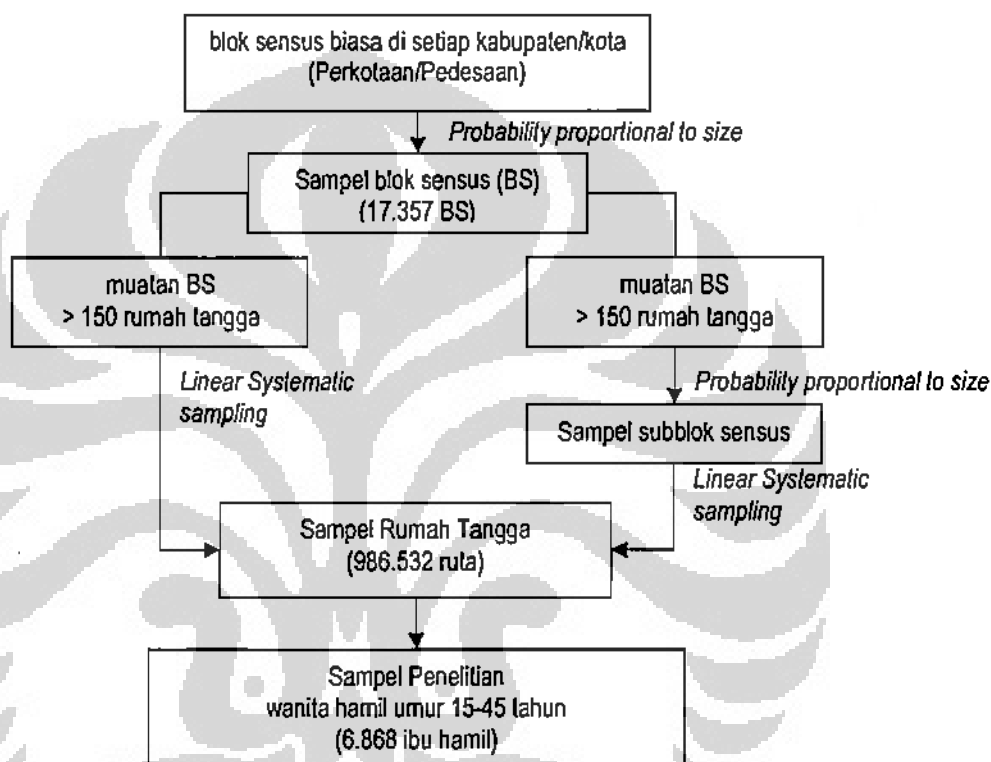 blok sensus biasa di setiap kabupaten/kota
(Perkotaan/Pedesaan)
Probability proportional to size
Sampel blok sensus (BS)
(17.357 BS)
muatan BS
> 150 rumah tangga
muatan BS
> 150 rumah tangga
Linear Systematic
sampling
Probability proportional to size
Sampel subblok sensus
Linear Systematic
sampling
Sampel Rumah Tangga
(986.532 ruta)
Sampel Penelitian
wanita hamil umur 15-45 tahun
(6.868 ibu hamil)